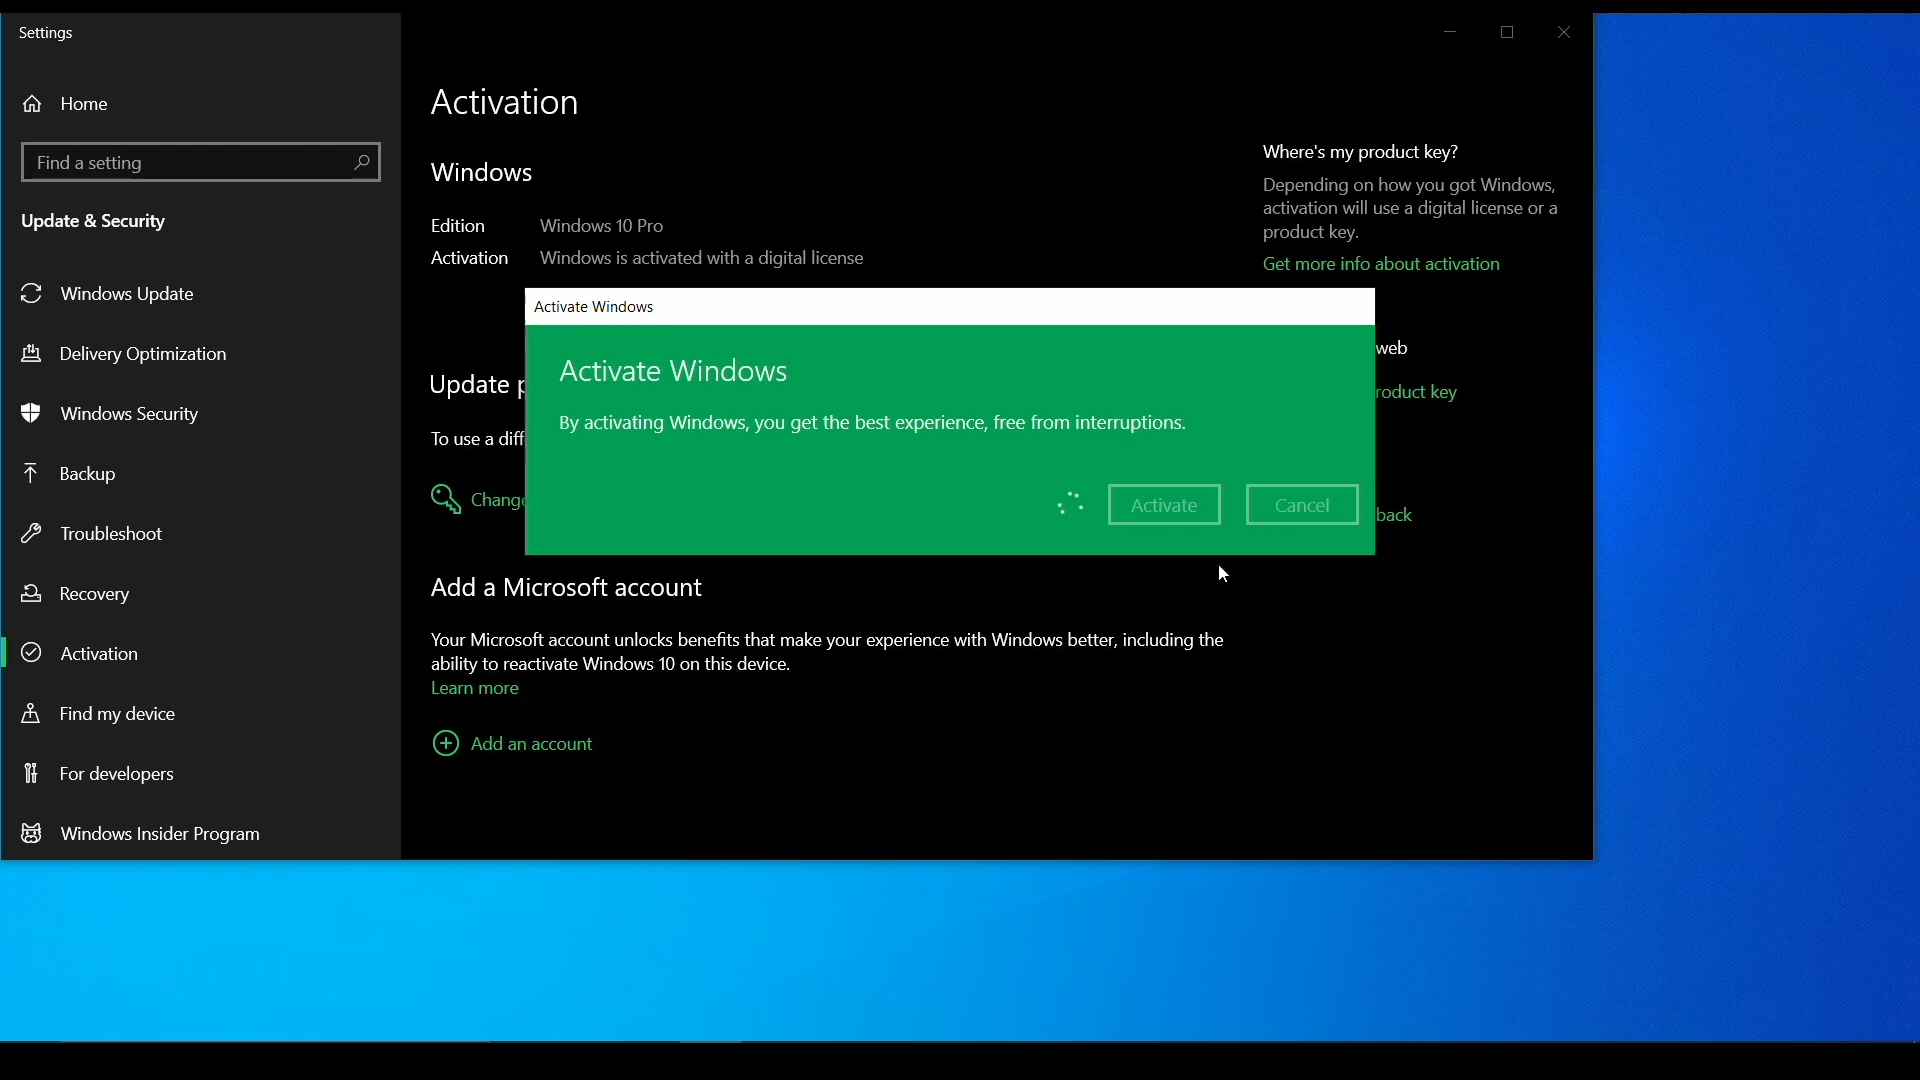 Settings
Home
Find a setting
Update & Security
Windows Update
Delivery Optimization
Windows Security
Backup
Troubleshoot
Recovery
Activation
Find my device
For developers
Windows Insider Program
Activation
Windows
Edition Windows 10 Pro
Activation Windows is activated with a digital license
Update
To use a diff
Change
Activate Windows
Activate Windows
By activating Windows, you get the best experience, free from interruptions.
Activate Cancel
Add a Microsoft account
Your Microsoft account unlocks benefits that make your experience with Windows better, including the
ability to reactivate Windows 10 on this device.
Learn more
Add an account
Where's my product key?
Depending on how you got Windows,
activation will use a digital license or a
product key.
Get more info about activation
web
roduct key
back